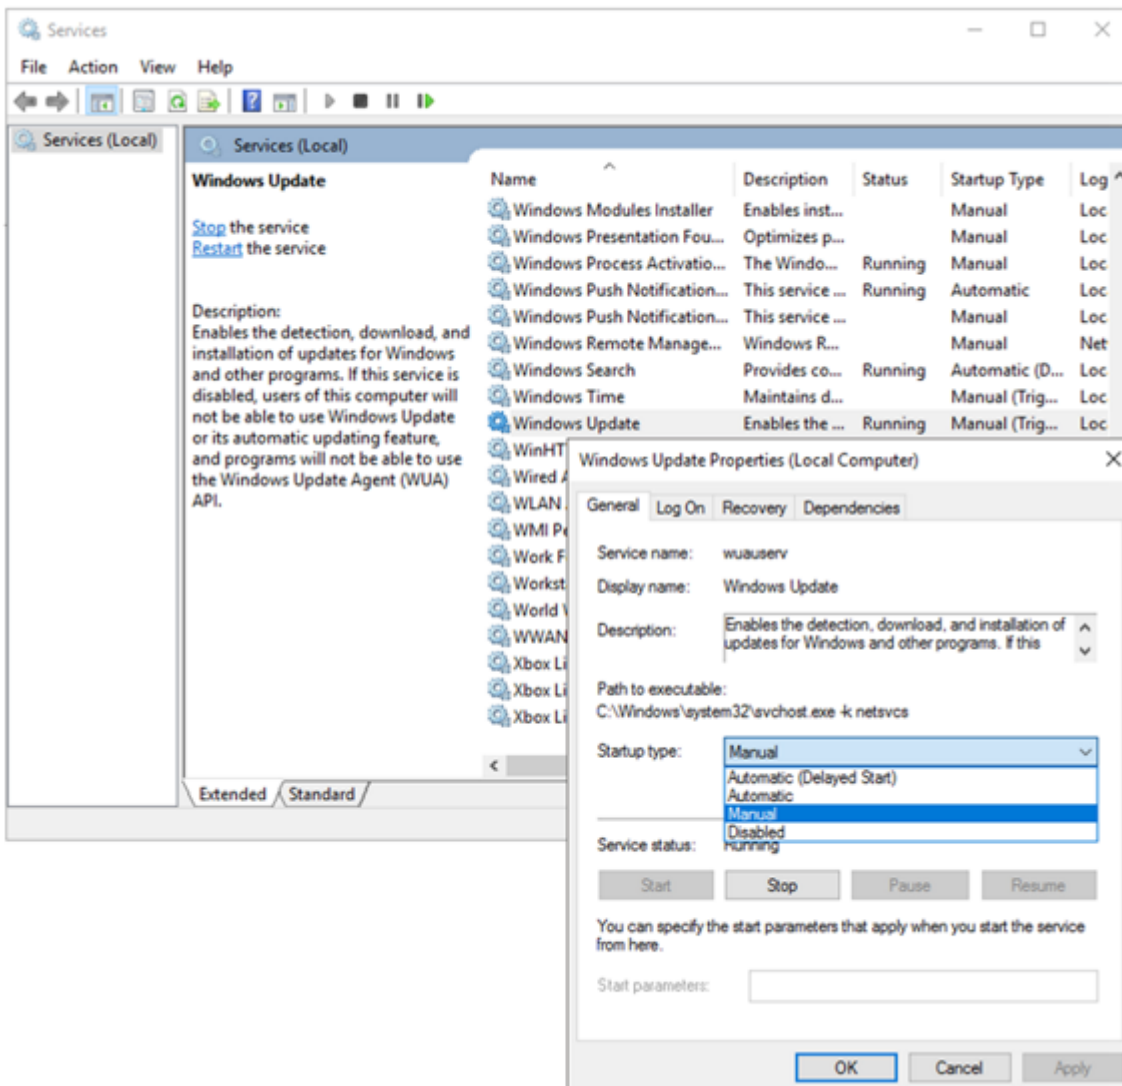 Services
File Action View Help
Services (Local)
Services (Local)
Windows Update
Stop the service
Restart the service
Description:
Enables the detection, download, and
installation of updates for Windows
and other programs. If this service is
disabled, users of this computer will
not be able to use Windows Update
or its automatic updating feature,
and programs will not be able to use
the Windows Update Agent (WUA)
API.
Name Description Status Startup Type Log
Windows Modules Installer Enables inst... Manual Loc
Windows Presentation Fou... Optimizes p... Manual Loc
Windows Process Activatio... The Windo... Running Manual Loc
Windows Push Notification... This service ... Running Automatic Loc
Windows Push Notification... This service ... Manual Loc
Windows Remote Manage... Windows R... Manual Net
Windows Search Provides co... Running Automatic (D... Loc
Windows Time Maintains d... Manual (Trig... Loc
Windows Update Enables the ... Running Manual (Trig... Loc
WinHT
Wired A
WLAN
WMI Pe
Work F
Workst
World W
WWAN
Xbox Li
Xbox Li
Xbox Li
Extended Standard
Windows Update Properties (Local Computer)
General Log On Recovery Dependencies
Service name: wuauserv
Display name: Windows Update
Description: Enables the detection, download, and installation of
updates for Windows and other programs. If this
Path to executable:
C:\Windows\system32\svchost.exe -k netsvcs
Startup type: Manual
Automatic (Delayed Start)
Automatic
Manual
Disabled
Service status: Running
Start Stop Pause Resume
You can specify the start parameters that apply when you start the service
from here.
Start parameters:
OK Cancel Apply